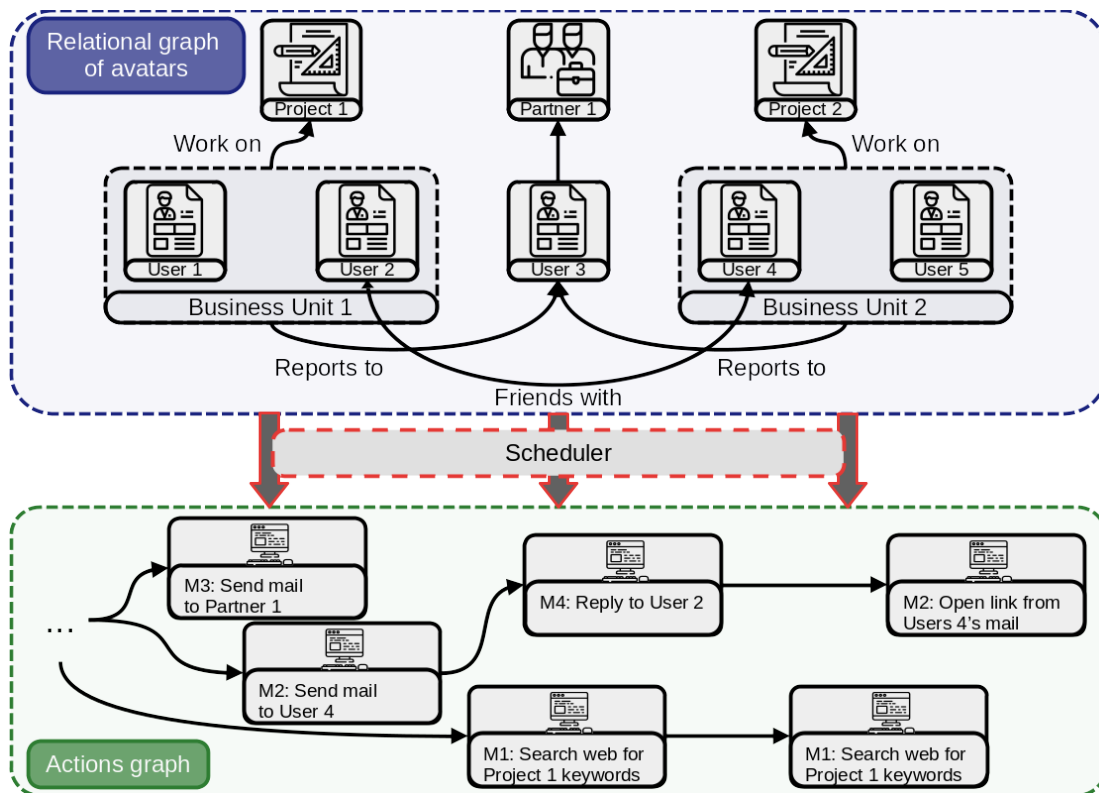 Relational graph
of avatars
Project 1
Partner 1
Project 2
Work on
Work on
User 1
User 2
User 3
User 4
User 5
Business Unit 1
Business Unit 2
Reports to
Reports to
Friends with
Scheduler
M3: Send mail
to Partner 1
M4: Reply to User 2
M2: Open link from
Users 4's mail
...
M2: Send mail
to User 4
M1: Search web for
Project 1 keywords
M1: Search web for
Project 1 keywords
Actions graph